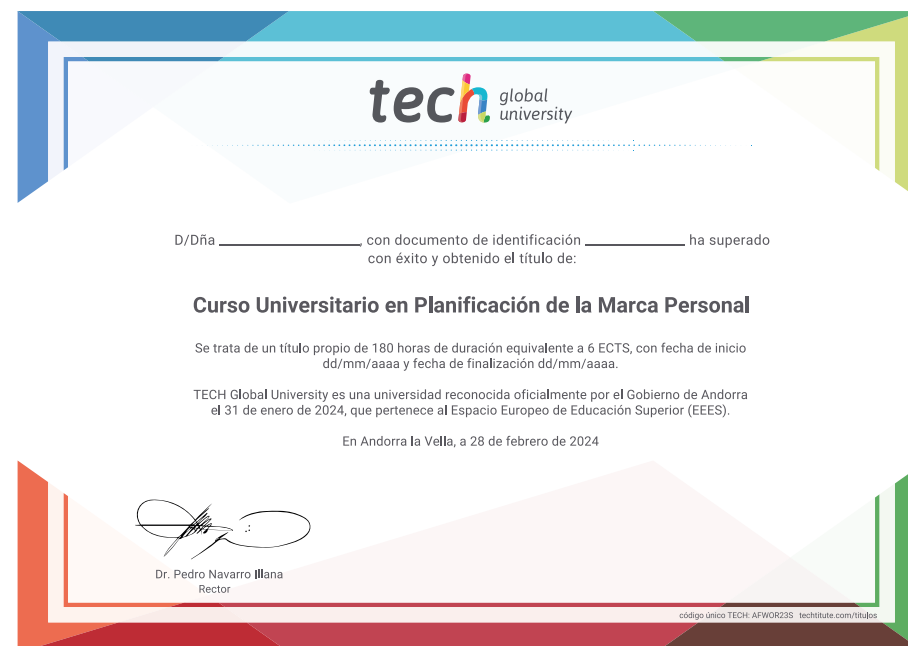 tech global university
D/Dña ____________________, con documento de identificación ______________ ha superado
con éxito y obtenido el título de:
Curso Universitario en Planificación de la Marca Personal
Se trata de un título propio de 180 horas de duración equivalente a 6 ECTS, con fecha de inicio
dd/mm/aaaa y fecha de finalización dd/mm/aaaa.
TECH Global University es una universidad reconocida oficialmente por el Gobierno de Andorra
el 31 de enero de 2024, que pertenece al Espacio Europeo de Educación Superior (EEES).
En Andorra la Vella, a 28 de febrero de 2024
Dr. Pedro Navarro Illana
Rector
código único TECH: AFWOR23S techtitute.com/titulos